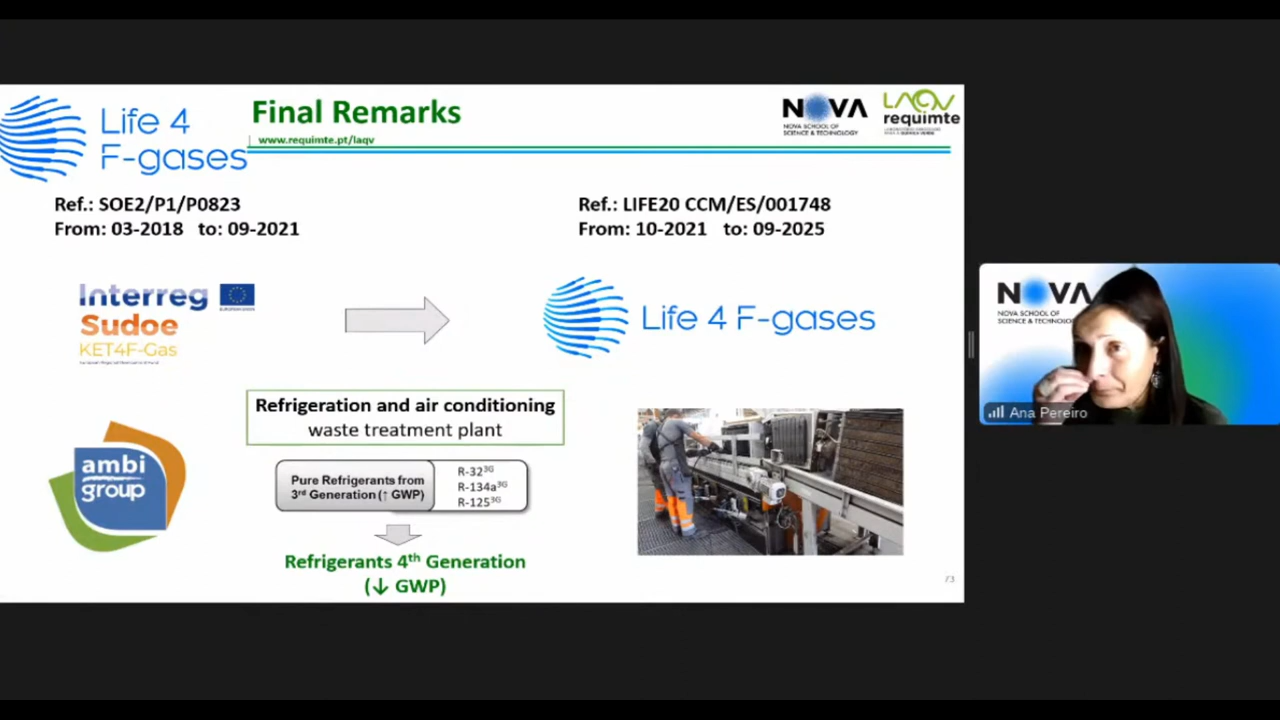 Life 4
F-gases
Final Remarks
www.requimte.pt/laqv
NOVA
NOVA SCHOOL OF
SCIENCE & TECHNOLOGY
LAQV
requimte
Ref.: SOE2/P1/P0823
From: 03-2018 to: 09-2021
Ref.: LIFE20 CCM/ES/001748
From: 10-2021 to: 09-2025
Interreg
Sudoe
KET4F-Gas
EUROPEAN UNION
Life 4 F-gases
Refrigeration and air conditioning
waste treatment plant
ambi
group
Pure Refrigerants from
3rd Generation (↑ GWP)
R-32 3G
R-134a 3G
R-125 3G
Refrigerants 4th Generation
(↓ GWP)
73
NOVA
NOVA SCHOOL OF
SCIENCE & TECHNOLO
Ana Pereiro